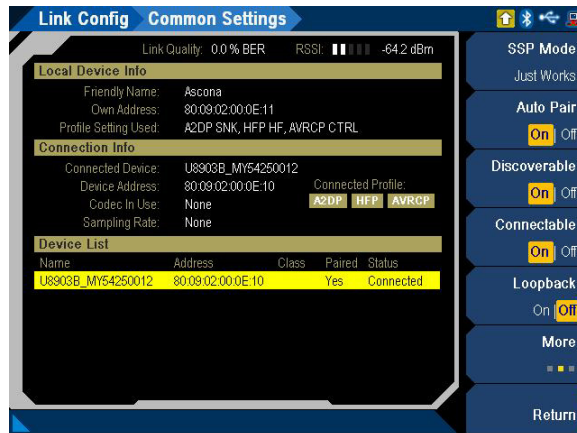 Link Config Common Settings
Link Quality: 0.0 % BER RSSI: -64.2 dBm
Local Device Info
Friendly Name: Ascona
Own Address: 80:09:02:00:0E:11
Profile Setting Used: A2DP SNK, HFP HF, AVRCP CTRL
Connection Info
Connected Device: U8903B_MY54250012
Device Address: 80:09:02:00:0E:10 Connected Profile:
Codec In Use: None A2DP HFP AVRCP
Sampling Rate: None
Device List
Name Address Class Paired Status
U8903B_MY54250012 80:09:02:00:0E:10 Yes Connected
SSP Mode
Just Works
Auto Pair
On | Off
Discoverable
On | Off
Connectable
On | Off
Loopback
On | Off
More
Return